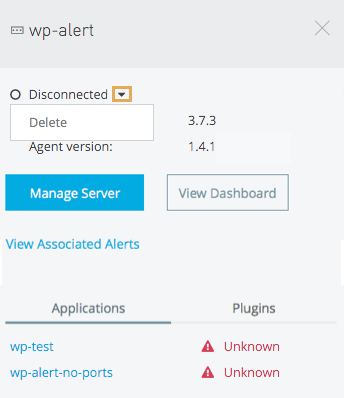 wp-alert
Disconnected
Delete 3.7.3
Agent version: 1.4.1
Manage Server View Dashboard
View Associated Alerts
Applications Plugins
wp-test Unknown
wp-alert-no-ports Unknown